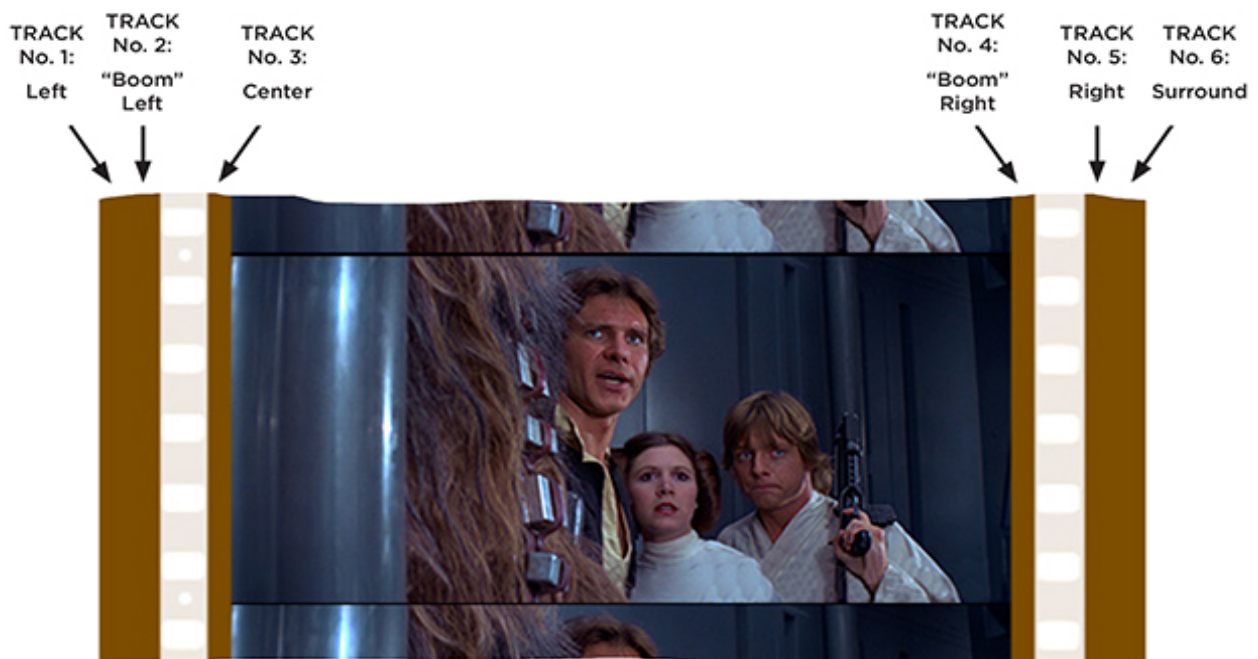 TRACK
No. 1:
Left
TRACK
No. 2:
“Boom”
Left
TRACK
No. 3:
Center
TRACK
No. 4:
“Boom”
Right
TRACK
No. 5:
Right
TRACK
No. 6:
Surround